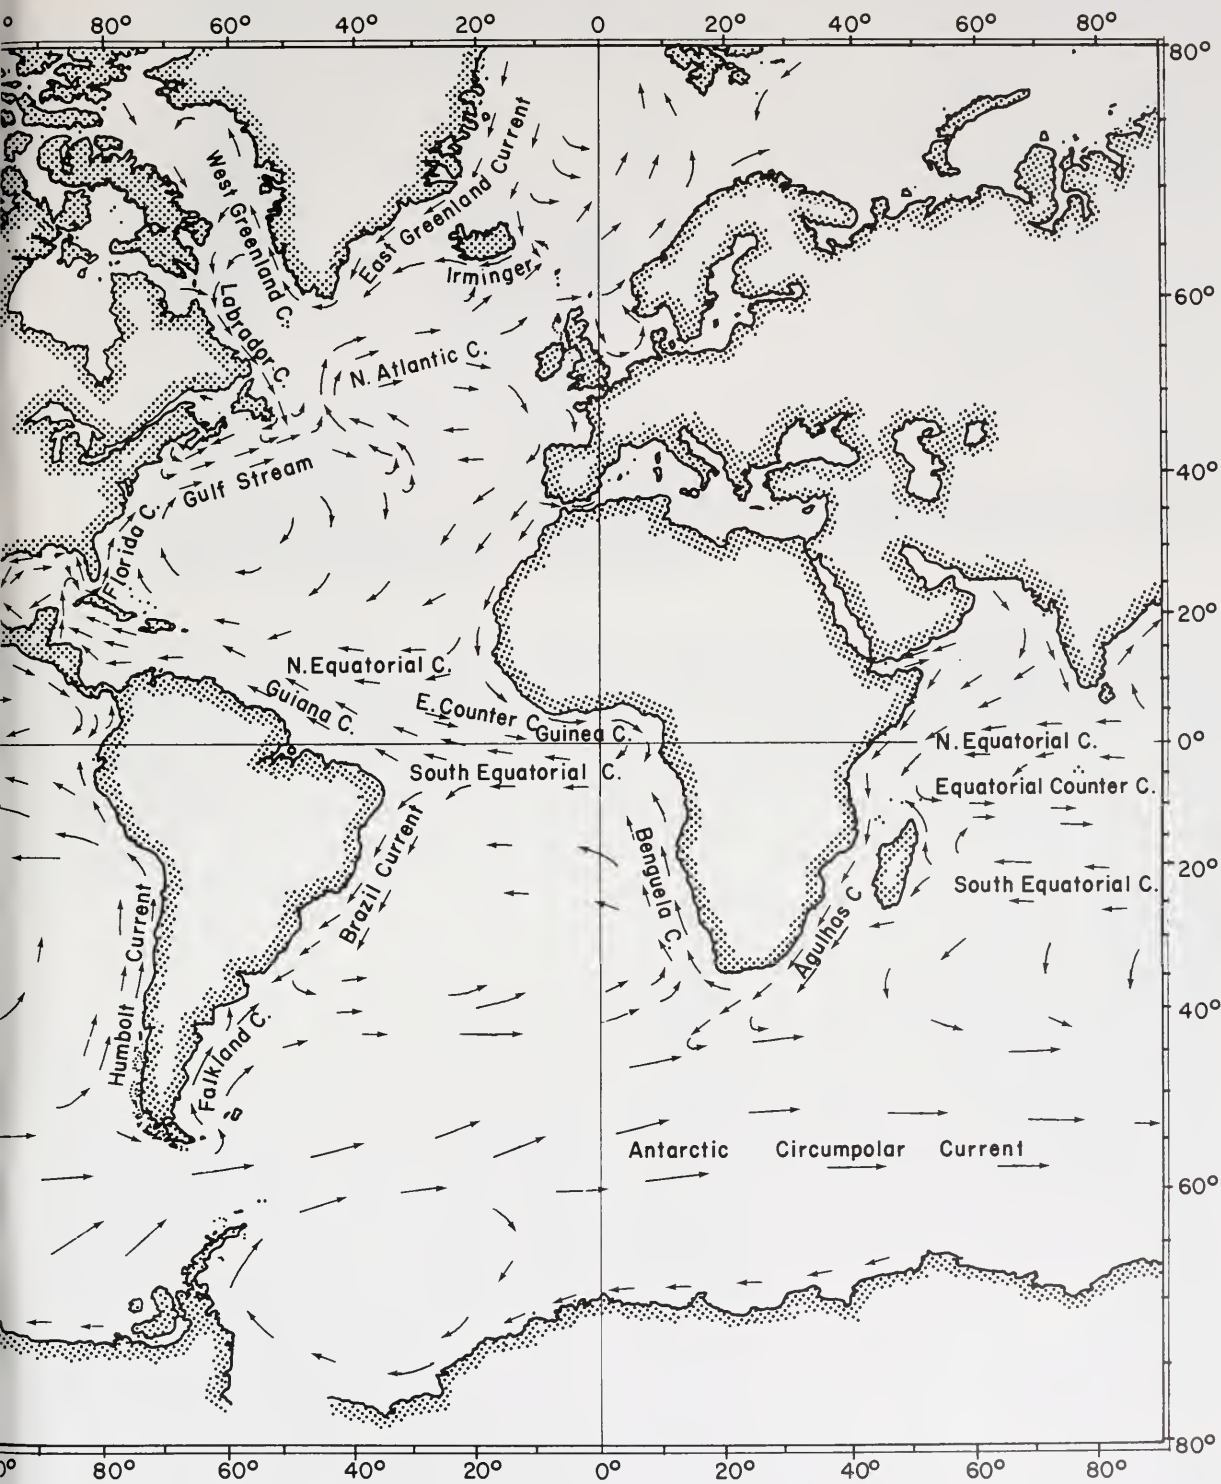 0 80° 60° 40° 20° 0 20° 40° 60° 80°
80°
West Greenland C.
East Greenland Current
Irminger
Labrador C.
60°
N. Atlantic C.
Gulf Stream
40°
Florida C.
20°
N. Equatorial C.
Guiana C.
E. Counter C.
Guinea C.
N. Equatorial C.
0°
South Equatorial C.
Equatorial Counter C.
Brazil Current
Benguela C.
20°
South Equatorial C.
Humbolt Current
Agulhas C
40°
Falkland C.
Antarctic Circumpolar Current
60°
80°
0° 80° 60° 40° 20° 0° 20° 40° 60° 80°